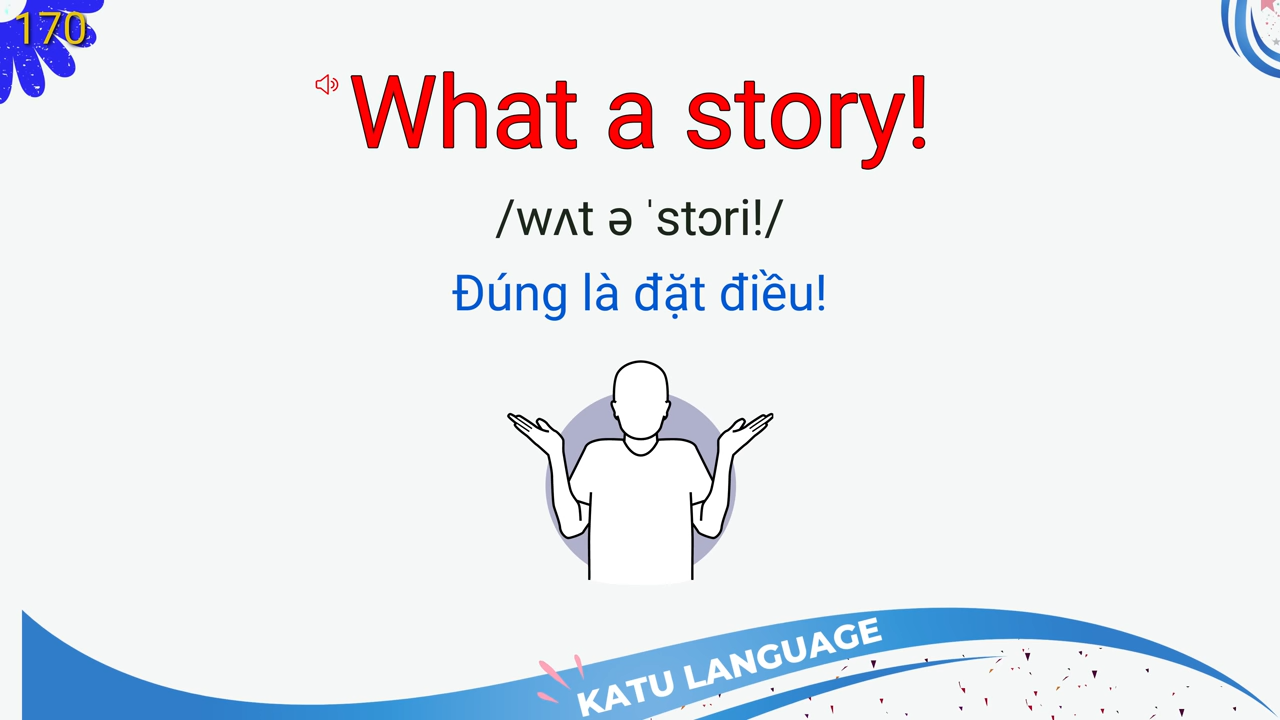 170
What a story!
/wʌt ə ˈstɔri!/
Đúng là đặt điều!
KATU LANGUAGE